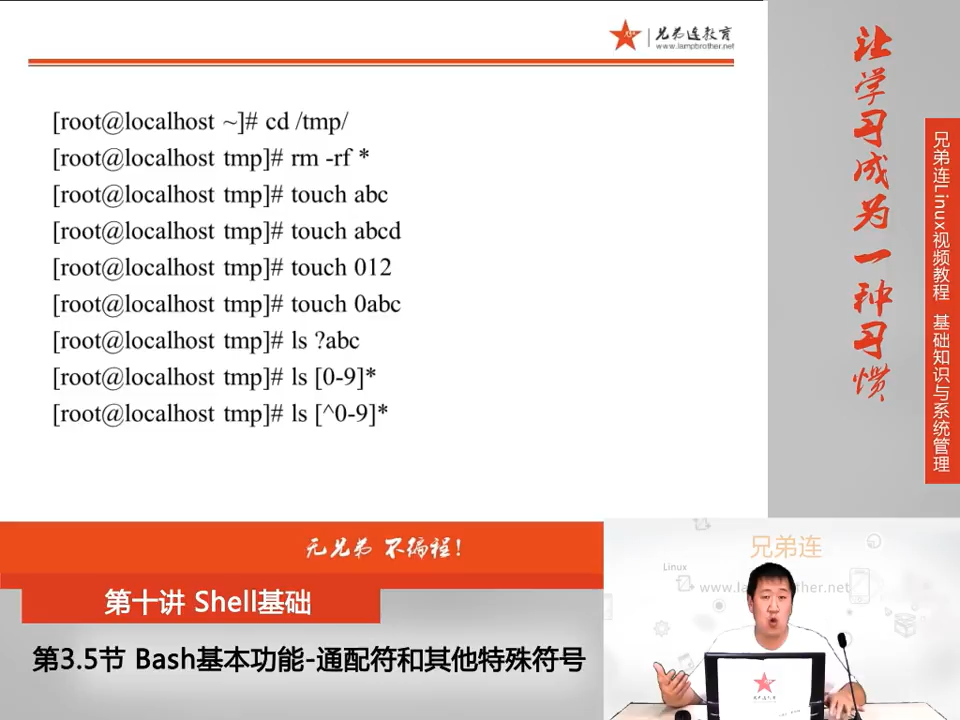 兄弟连教育
www.lampbrother.net
[root@localhost ~]# cd /tmp/
[root@localhost tmp]# rm -rf *
[root@localhost tmp]# touch abc
[root@localhost tmp]# touch abcd
[root@localhost tmp]# touch 012
[root@localhost tmp]# touch 0abc
[root@localhost tmp]# ls ?abc
[root@localhost tmp]# ls [0-9]*
[root@localhost tmp]# ls [^0-9]*
让学习成为一种习惯
兄弟连Linux视频教程 基础知识与系统管理
无兄弟 不编程!
第十讲 Shell基础
第3.5节 Bash基本功能-通配符和其他特殊符号
兄弟连
Linux
www.la her.net